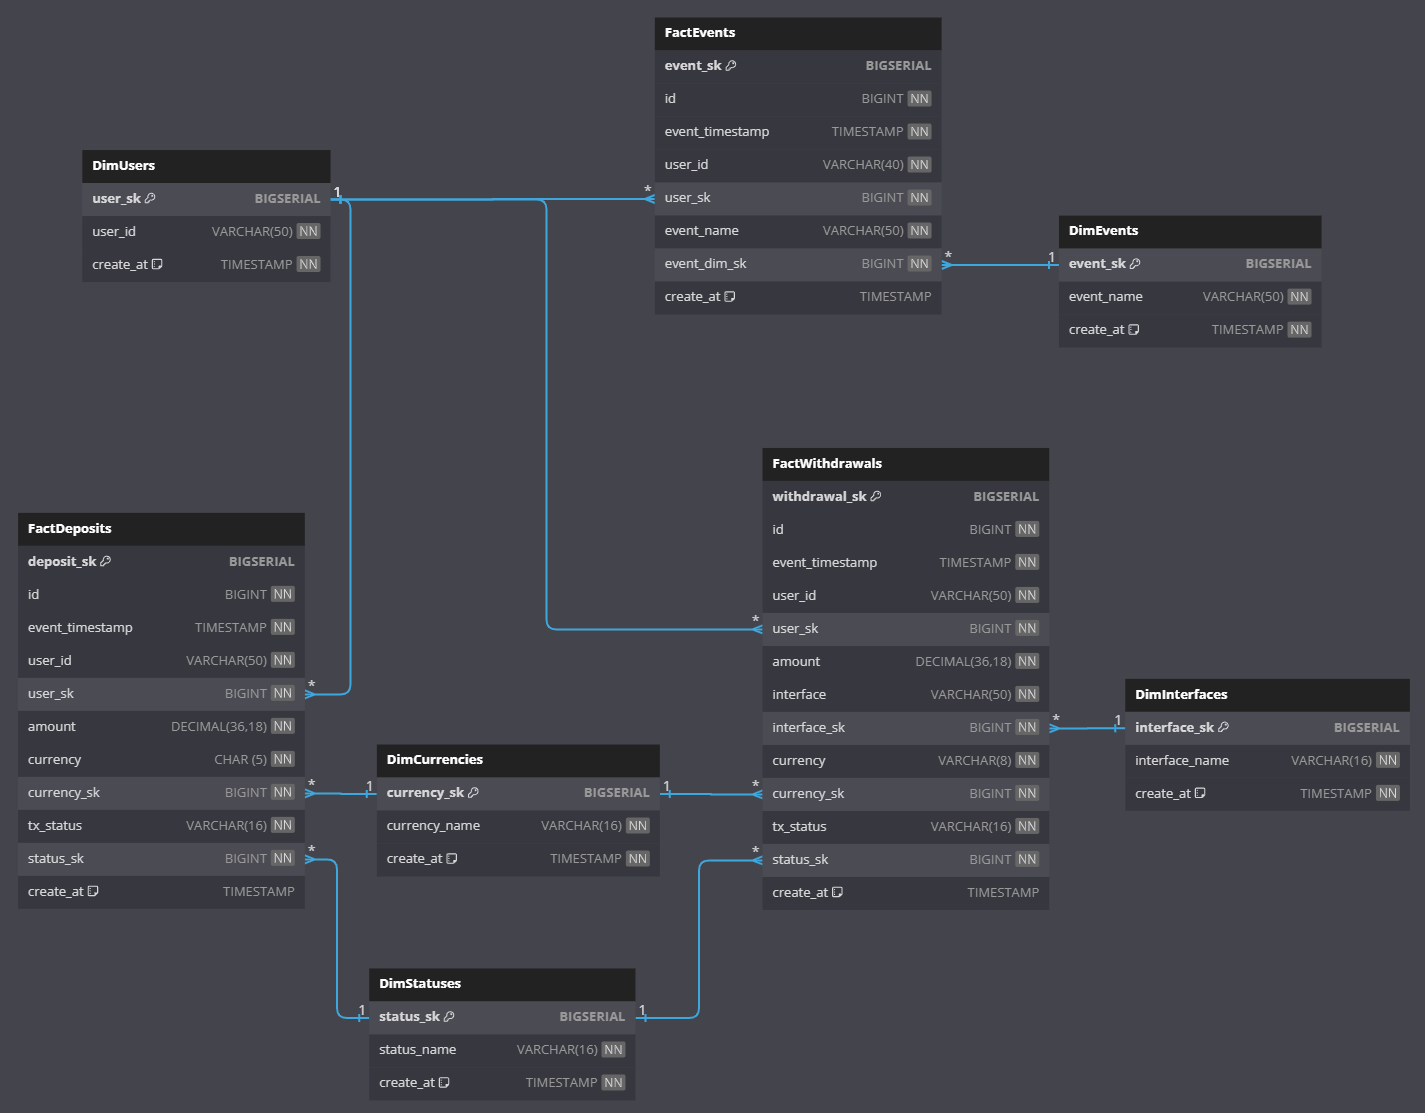 FactEvents
event_sk BIGSERIAL
id BIGINT NN
event_timestamp TIMESTAMP NN
user_id VARCHAR(40) NN
user_sk BIGINT NN
event_name VARCHAR(50) NN
event_dim_sk BIGINT NN
create_at TIMESTAMP
DimUsers
user_sk BIGSERIAL
user_id VARCHAR(50) NN
create_at TIMESTAMP NN
1
*
*
1
DimEvents
event_sk BIGSERIAL
event_name VARCHAR(50) NN
create_at TIMESTAMP NN
FactWithdrawals
withdrawal_sk BIGSERIAL
id BIGINT NN
event_timestamp TIMESTAMP NN
user_id VARCHAR(50) NN
*
user_sk BIGINT NN
amount DECIMAL(36,18) NN
interface VARCHAR(50) NN
interface_sk BIGINT NN
currency VARCHAR(8) NN
*
currency_sk BIGINT NN
tx_status VARCHAR(16) NN
*
status_sk BIGINT NN
create_at TIMESTAMP
*
1
DimInterfaces
interface_sk BIGSERIAL
interface_name VARCHAR(16) NN
create_at TIMESTAMP NN
FactDeposits
deposit_sk BIGSERIAL
id BIGINT NN
event_timestamp TIMESTAMP NN
user_id VARCHAR(50) NN
user_sk BIGINT NN
*
amount DECIMAL(36,18) NN
currency CHAR (5) NN
currency_sk BIGINT NN
*
tx_status VARCHAR(16) NN
status_sk BIGINT NN
*
create_at TIMESTAMP
DimCurrencies
1
currency_sk BIGSERIAL
1
currency_name VARCHAR(16) NN
create_at TIMESTAMP NN
DimStatuses
1
status_sk BIGSERIAL
1
status_name VARCHAR(16) NN
create_at TIMESTAMP NN